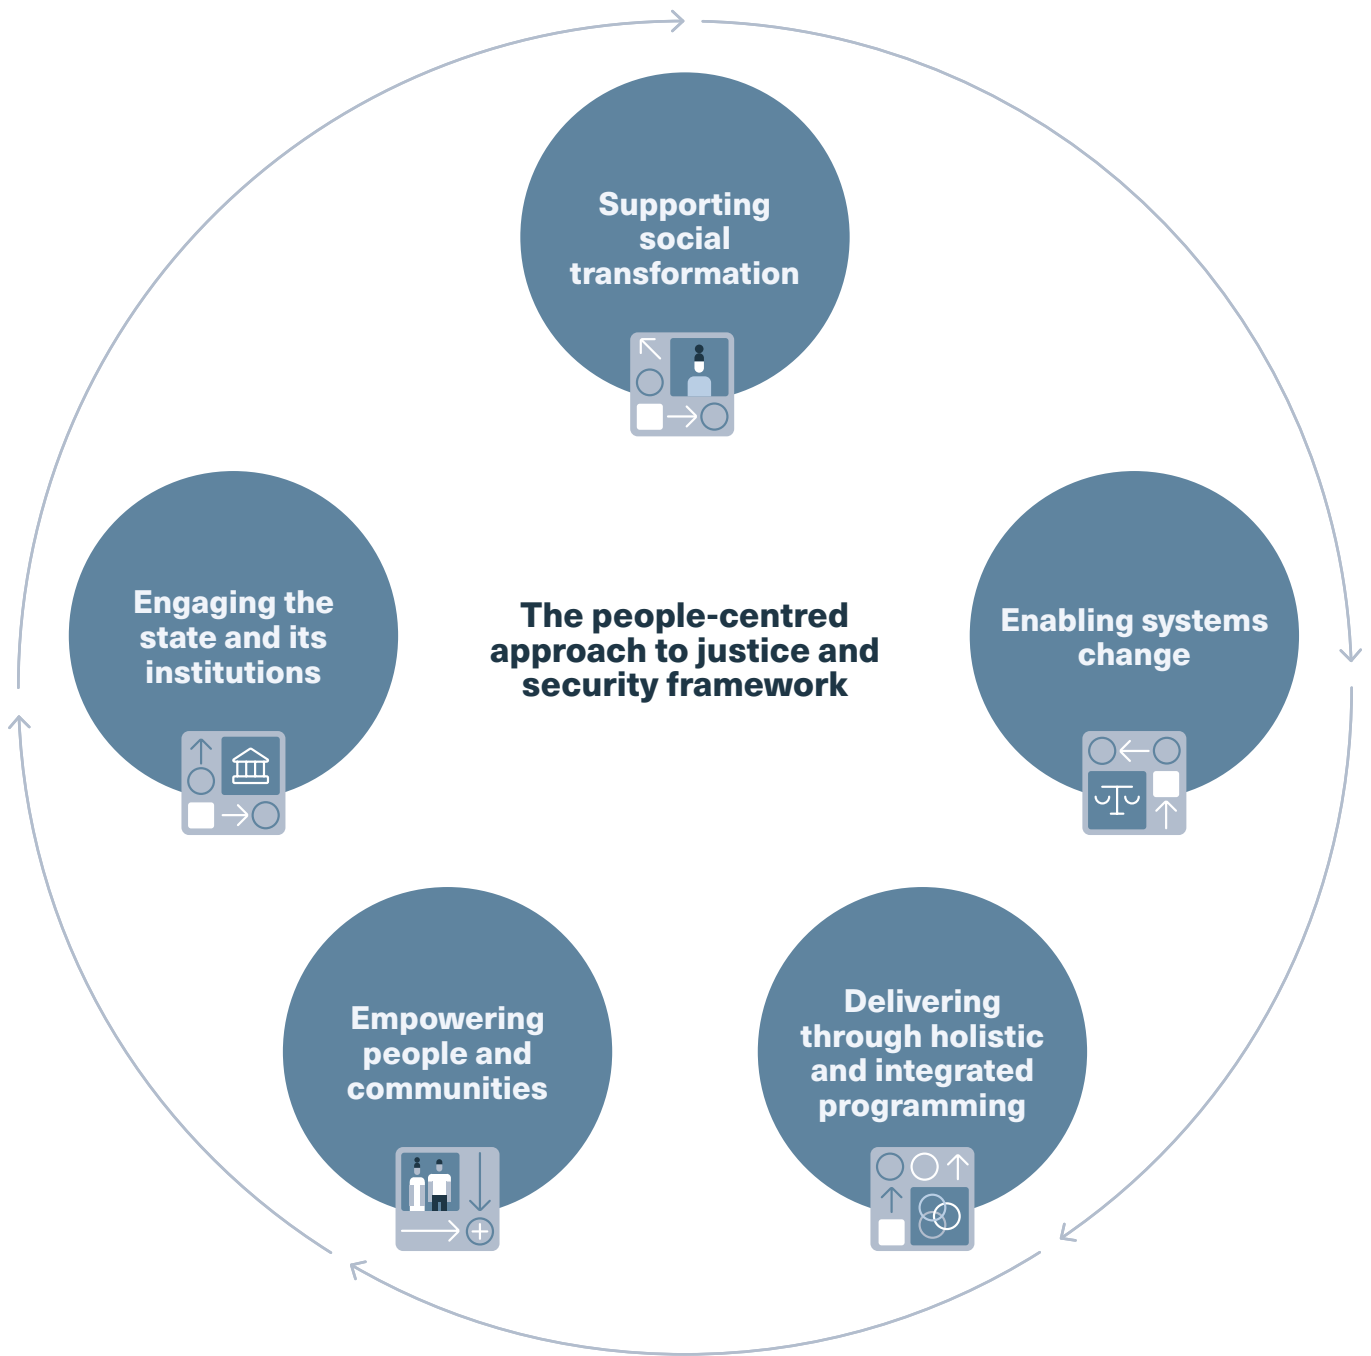 Supporting
social
transformation
Engaging the
state and its
institutions
The people-centred
approach to justice and
security framework
Enabling systems
change
Empowering
people and
communities
Delivering
through holistic
and integrated
programming